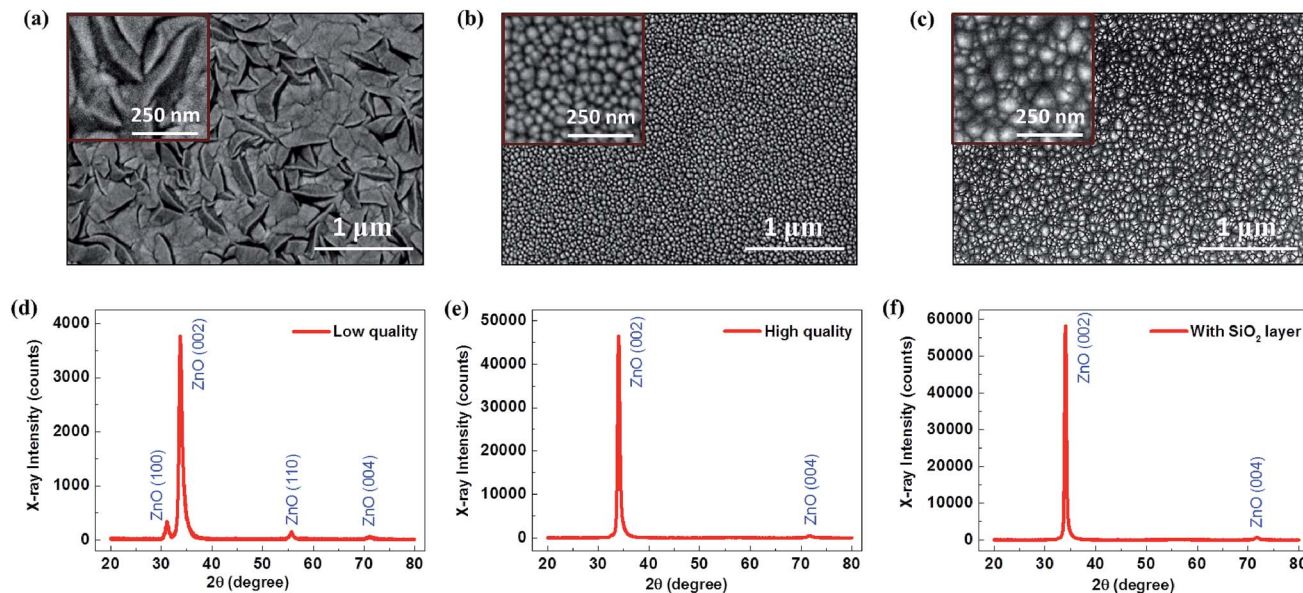 (a)
250 nm
1 μm
(b)
250 nm
1 μm
(c)
250 nm
1 μm
(d)
X-ray Intensity (counts)
4000
3000
2000
1000
0
Low quality
ZnO (100)
ZnO (002)
ZnO (110)
ZnO (004)
20 30 40 50 60 70 80
2θ (degree)
(e)
X-ray Intensity (counts)
50000
40000
30000
20000
10000
0
High quality
ZnO (002)
ZnO (004)
20 30 40 50 60 70 80
2θ (degree)
(f)
X-ray Intensity (counts)
60000
50000
40000
30000
20000
10000
0
With SiO₂ layer
ZnO (002)
ZnO (004)
20 30 40 50 60 70 80
2θ (degree)